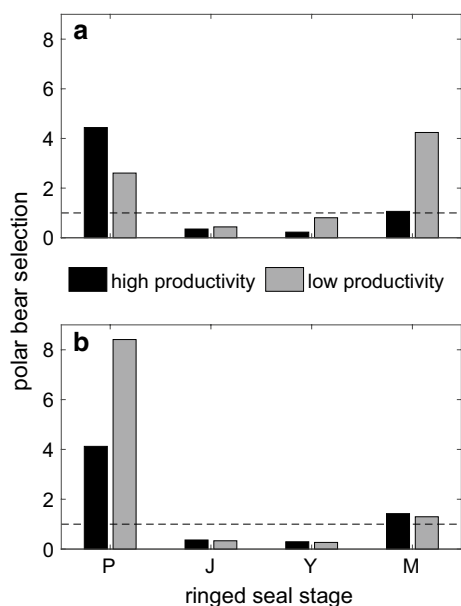 a
8
6
4
2
0
polar bear selection
high productivity low productivity
b
8
6
4
2
0
P J Y M
ringed seal stage